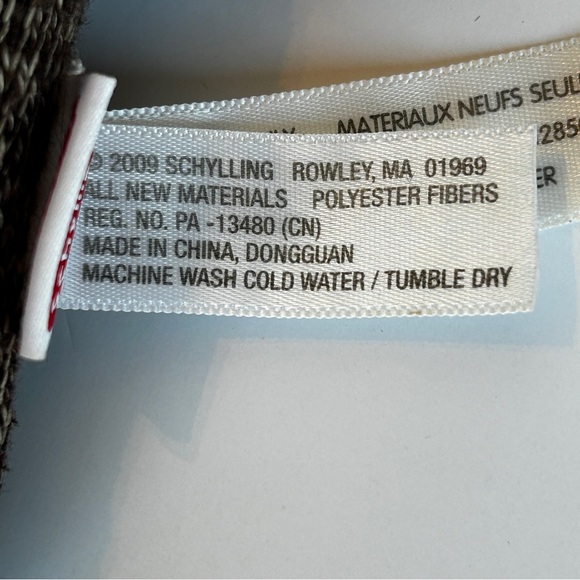 MATERIAUX NEUFS SEUL
© 2009 SCHYLLING ROWLEY, MA 01969
ALL NEW MATERIALS POLYESTER FIBERS
REG. NO. PA -13480 (CN)
MADE IN CHINA, DONGGUAN
MACHINE WASH COLD WATER / TUMBLE DRY